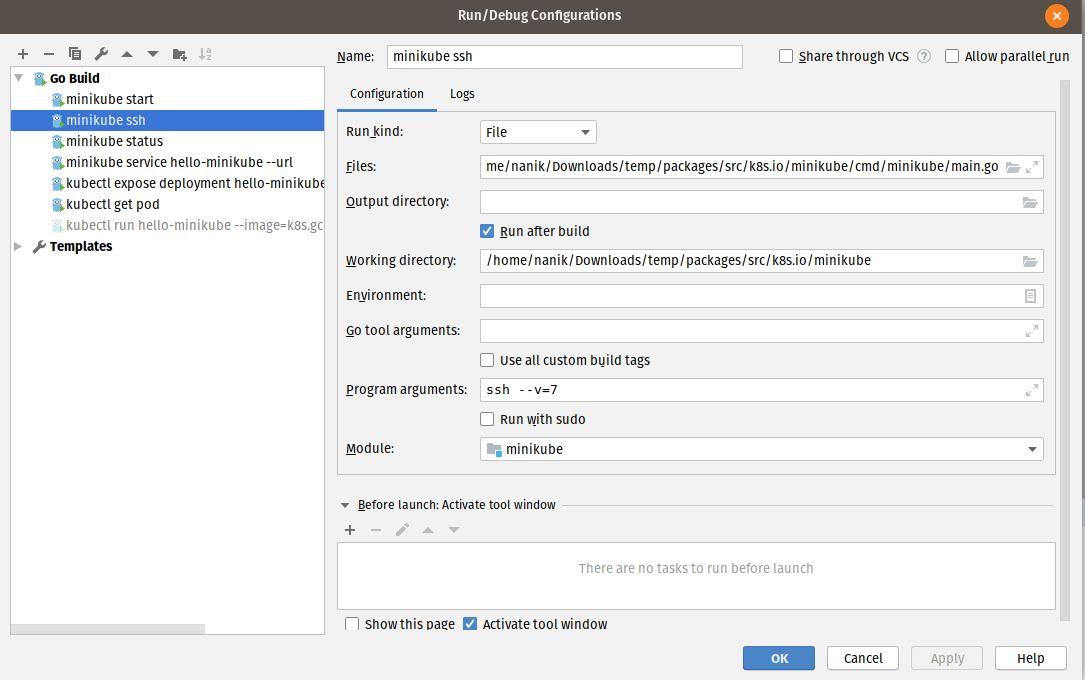 Run/Debug Configurations
Name: minikube ssh
Share through VCS ? Allow parallel run
Go Build
minikube start
minikube ssh
minikube status
minikube service hello-minikube --url
kubectl expose deployment hello-minikube
kubectl get pod
kubectl run hello-minikube --image=k8s.gc
Templates
Configuration Logs
Run kind: File
Files: me/nanik/Downloads/temp/packages/src/k8s.io/minikube/cmd/minikube/main.go
Output directory:
Run after build
Working directory: /home/nanik/Downloads/temp/packages/src/k8s.io/minikube
Environment:
Go tool arguments:
Use all custom build tags
Program arguments: ssh --v=7
Run with sudo
Module: minikube
Before launch: Activate tool window
There are no tasks to run before launch
Show this page Activate tool window
OK Cancel Apply Help